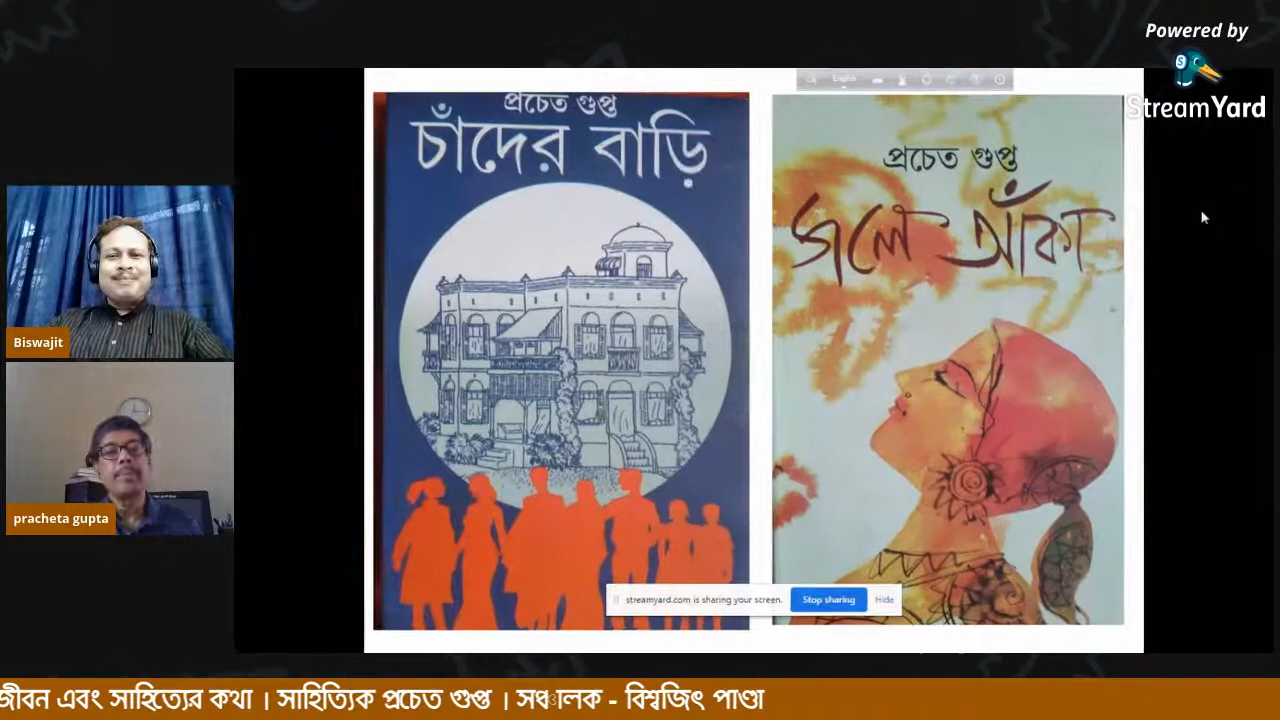 Powered by
StreamYard
English
প্রচেত গুপ্ত
চাঁদের বাড়ি
প্রচেত গুপ্ত
জলে আঁকা
Biswajit
pracheta gupta
streamyard.com is sharing your screen.
Stop sharing
Hide
জীবন এবং সাহিত্যের কথা । সাহিত্যিক প্রচেত গুপ্ত । সঞ্চালক - বিশ্বজিৎ পাণ্ডা